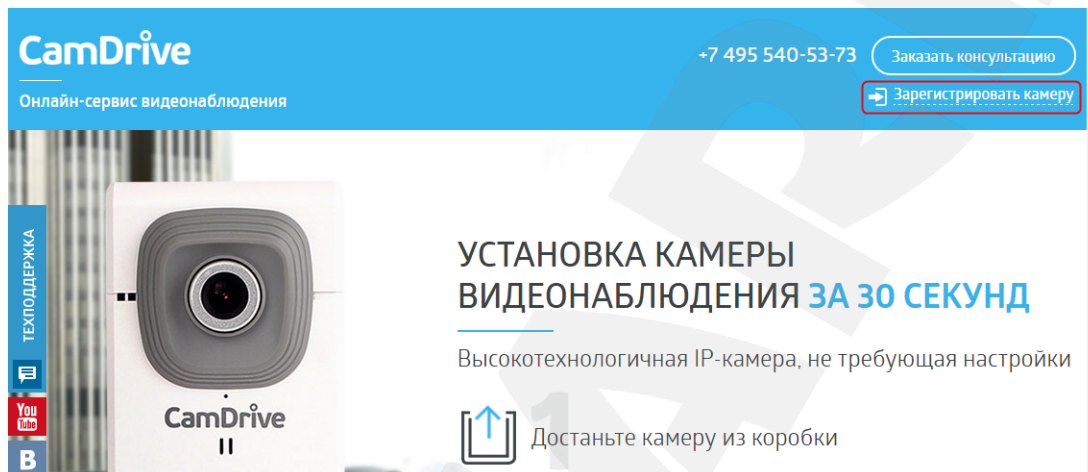 CamDrive
+7 495 540-53-73
Заказать консультацию
Онлайн-сервис видеонаблюдения
Зарегистрировать камеру
ТЕХПОДДЕРЖКА
УСТАНОВКА КАМЕРЫ
ВИДЕОНАБЛЮДЕНИЯ ЗА 30 СЕКУНД
Высокотехнологичная IP-камера, не требующая настройки
You
Tube
CamDrive
1
Достаньте камеру из коробки
B